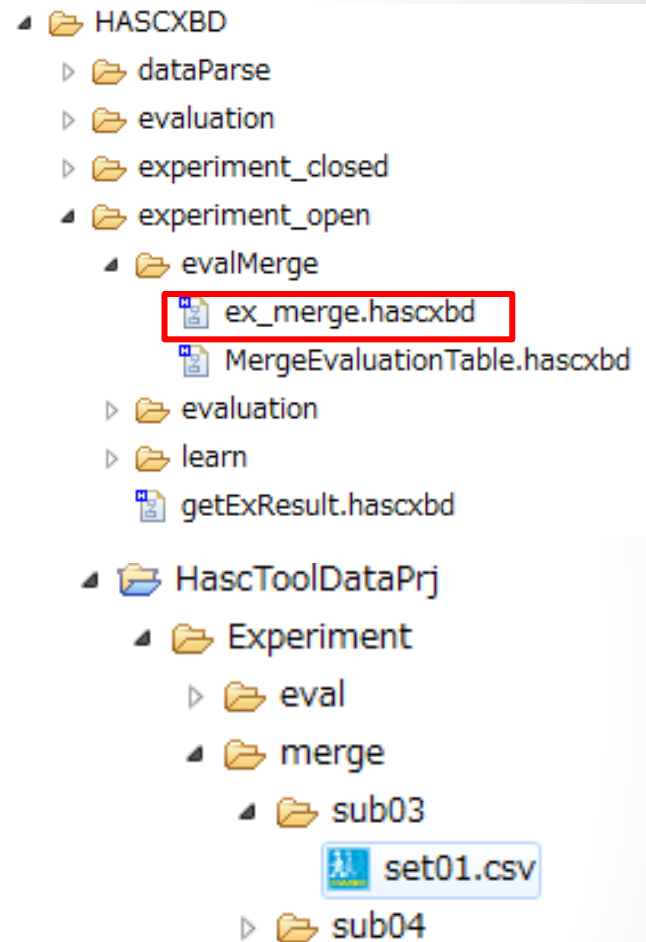 HASCXBD
dataParse
evaluation
experiment_closed
experiment_open
evalMerge
ex_merge.hascxbd
MergeEvaluationTable.hascxbd
evaluation
learn
getExResult.hascxbd
HascToolDataPrj
Experiment
eval
merge
sub03
set01.csv
sub04